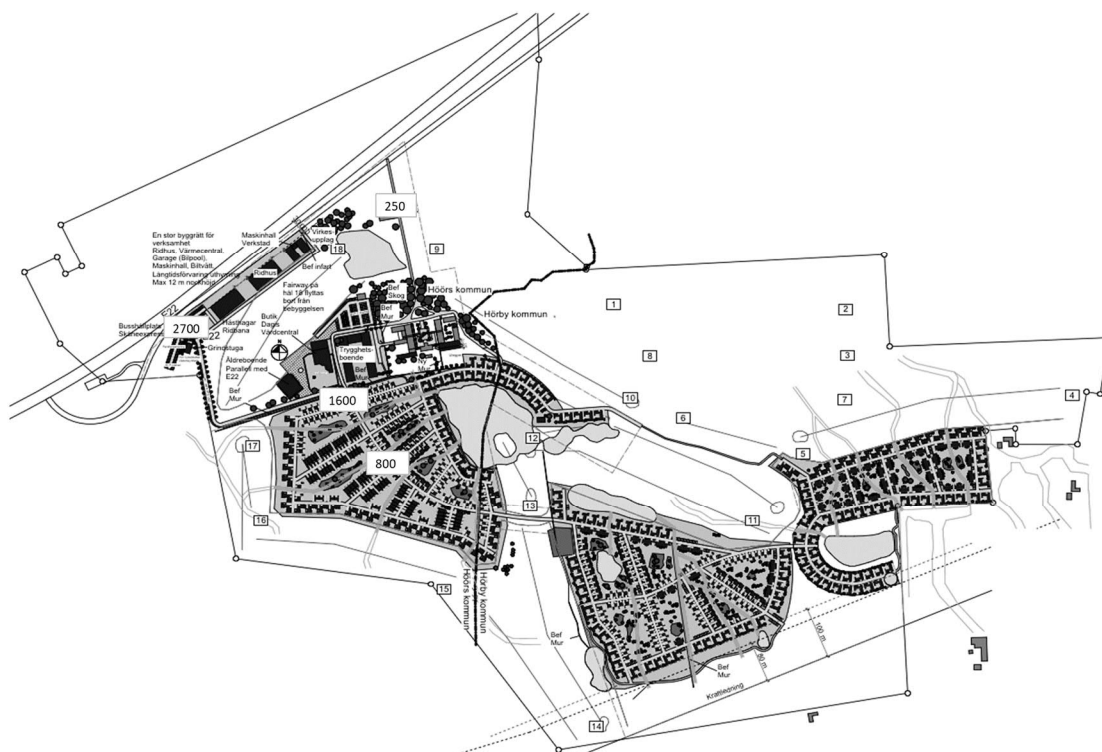 250
En stor byggrätt för
verksamhet
Ridhus, Värmecentral,
Garage (Bilpool),
Maskinhall, Biltvätt,
Långtidsförvaring uthyrning
Max 12 m nockhöjd
Maskinhall
Verkstad
Virkes-
upplag
18
9
Ridhus
Bef infart
Fairway på
hål 18 flyttas
bort från
bebyggelsen
Bef
Skog
Höörs kommun
Bef
Mur
Hörby kommun
1
2
2700
Busshållplats
Skåneexpressen
Hästhagar
Ridbana
Grindstuga
Butik
Dagis
Vårdcentral
N
Äldreboende
Parallell med
E22
Trygghets-
boende
Bef
Mur
Mur
Bef
Mur
8
3
1600
10
6
7
4
17
12
800
5
13
16
11
15
Höörs kommun
Hörby kommun
Bef
Mur
Bef
Mur
80 m
100 m
Kraftledning
14